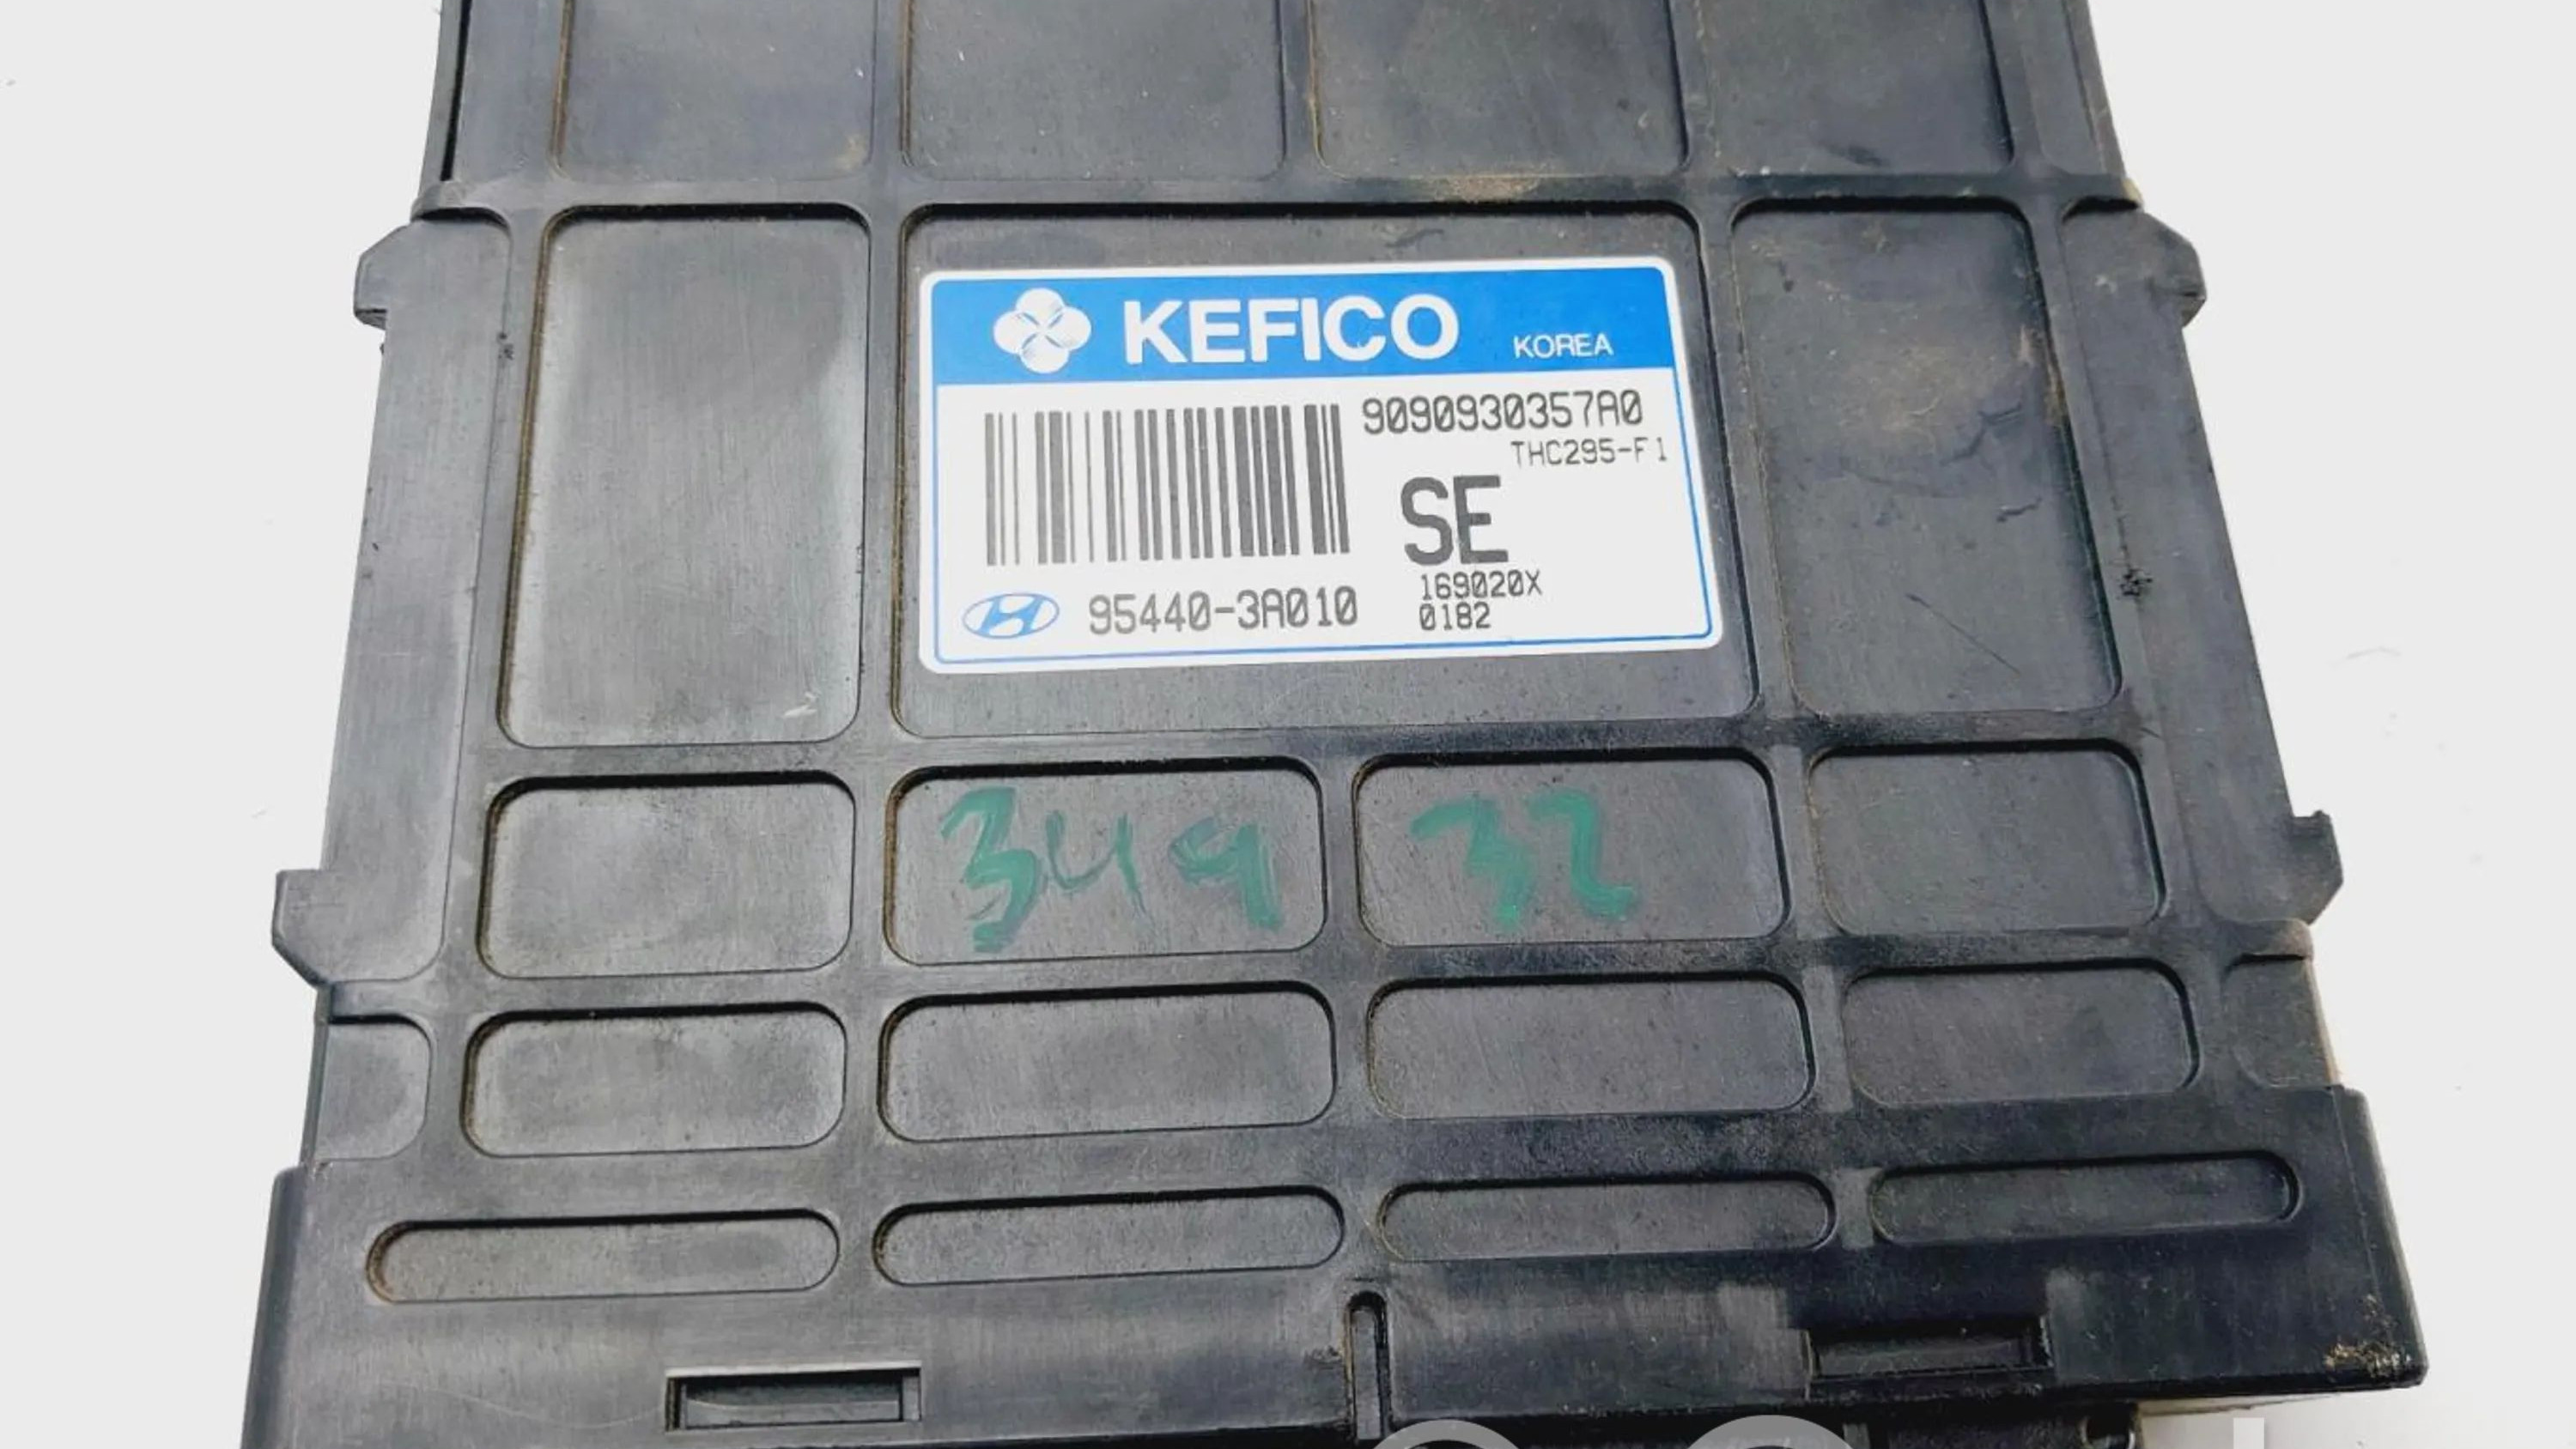 KEFICO KOREA
9090930357A0
THC295-F1
SE
95440-3A010
169020X
0182
349 32